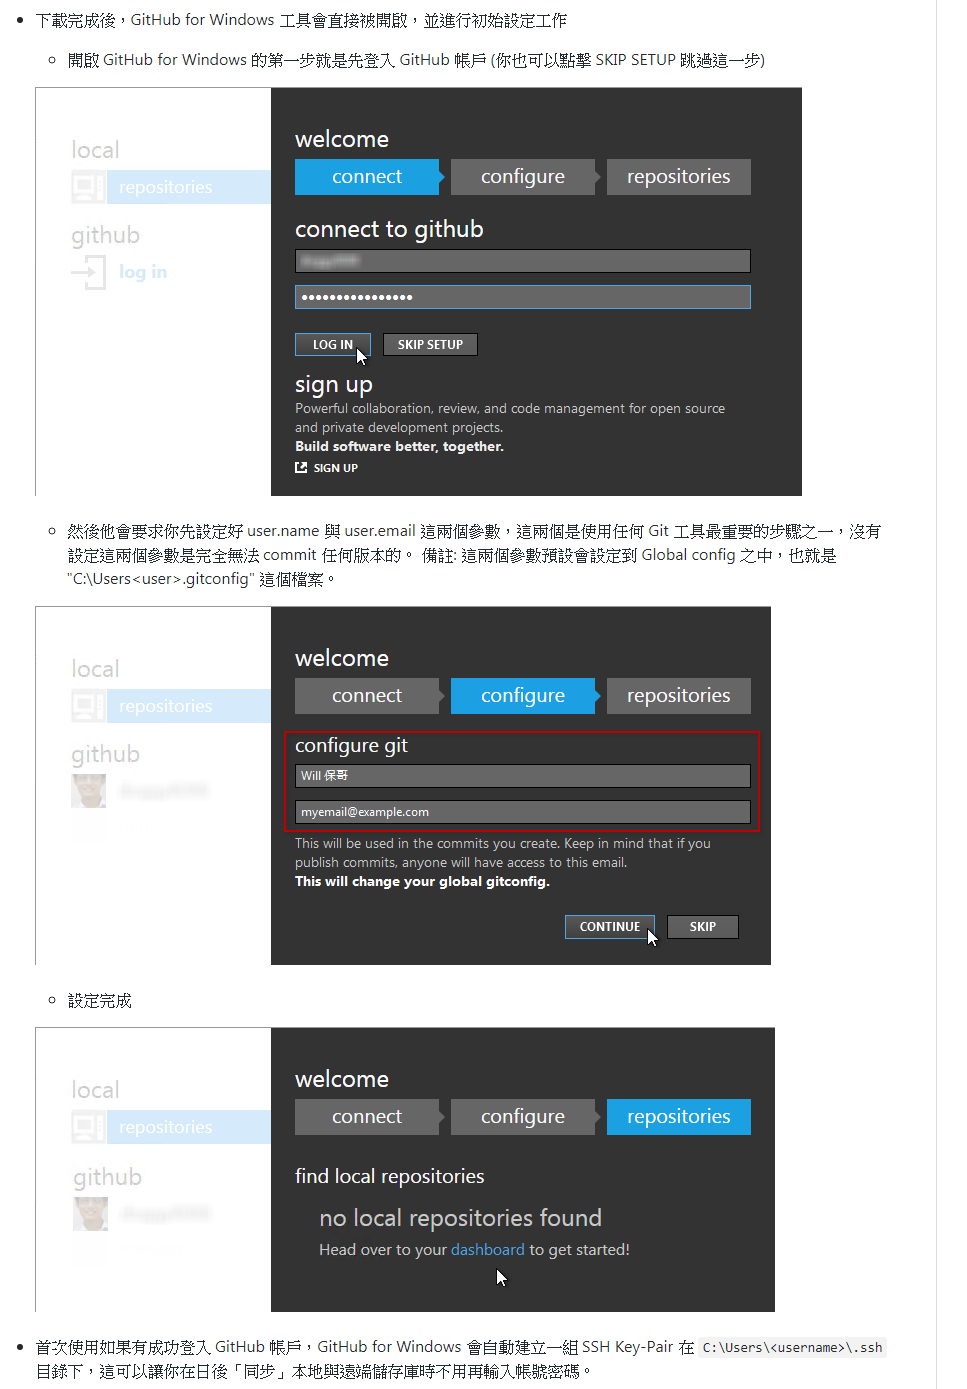 下載完成後，GitHub for Windows 工具會直接被開啟，並進行初始設定工作
開啟 GitHub for Windows 的第一步就是先登入 GitHub 帳戶 (你也可以點擊 SKIP SETUP 跳過這一步)
welcome
local
connect configure repositories
repositories
connect to github
github
log in
••••••••••••••••
LOG IN SKIP SETUP
sign up
Powerful collaboration, review, and code management for open source
and private development projects.
Build software better, together.
SIGN UP
然後他會要求你先設定好 user.name 與 user.email 這兩個參數，這兩個是使用任何 Git 工具最重要的步驟之一，沒有
設定這兩個參數是完全無法 commit 任何版本的。 備註: 這兩個參數預設會設定到 Global config 之中，也就是
"C:\Users<user>.gitconfig" 這個檔案。
welcome
local
connect configure repositories
repositories
configure git
github
Will 保哥
myemail@example.com
This will be used in the commits you create. Keep in mind that if you
publish commits, anyone will have access to this email.
This will change your global gitconfig.
CONTINUE SKIP
設定完成
welcome
local
connect configure repositories
repositories
find local repositories
github
no local repositories found
Head over to your dashboard to get started!
首次使用如果有成功登入 GitHub 帳戶，GitHub for Windows 會自動建立一組 SSH Key-Pair 在 C:\Users\<username>\.ssh
目錄下，這可以讓你在日後「同步」本地與遠端儲存庫時不用再輸入帳號密碼。